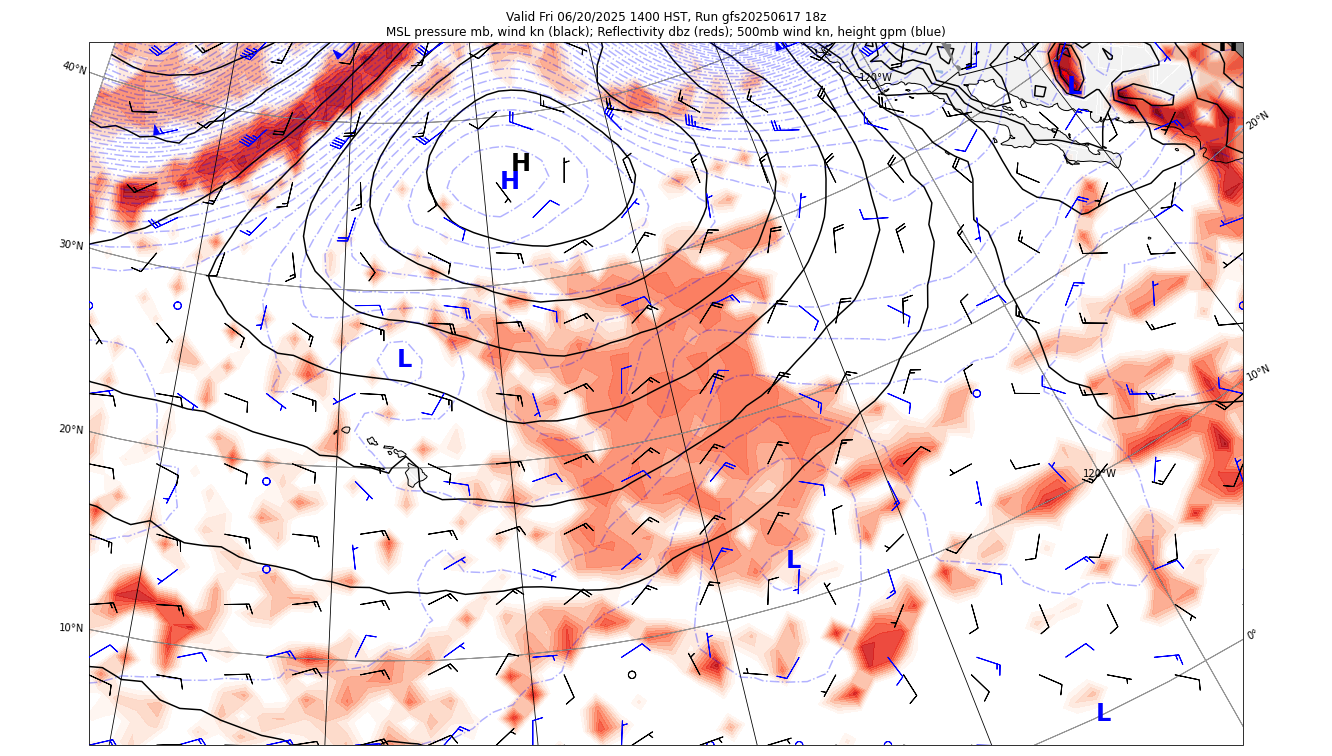 Valid Fri 06/20/2025 1400 HST, Run gfs20250617 18z
MSL pressure mb, wind kn (black); Reflectivity dbz (reds); 500mb wind kn, height gpm (blue)
H
40°N
120°W
L
20°N
H
H
30°N
L
10°N
20°N
120°W
L
10°N
0°
L